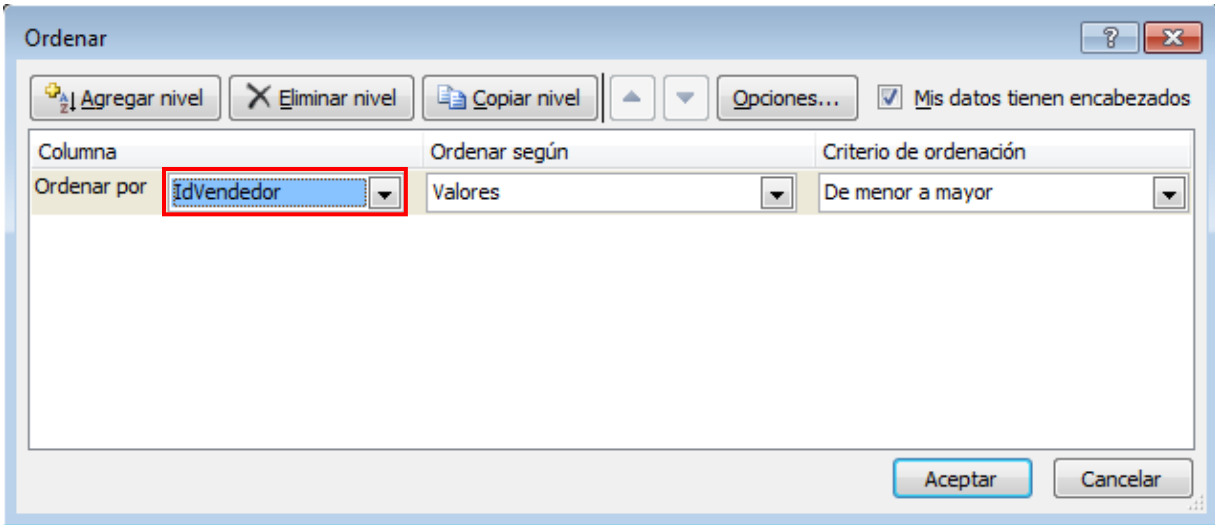 Ordenar
Agregar nivel Eliminar nivel Copiar nivel Opciones... Mis datos tienen encabezados
Columna Ordenar según Criterio de ordenación
Ordenar por IdVendedor Valores De menor a mayor
Aceptar Cancelar